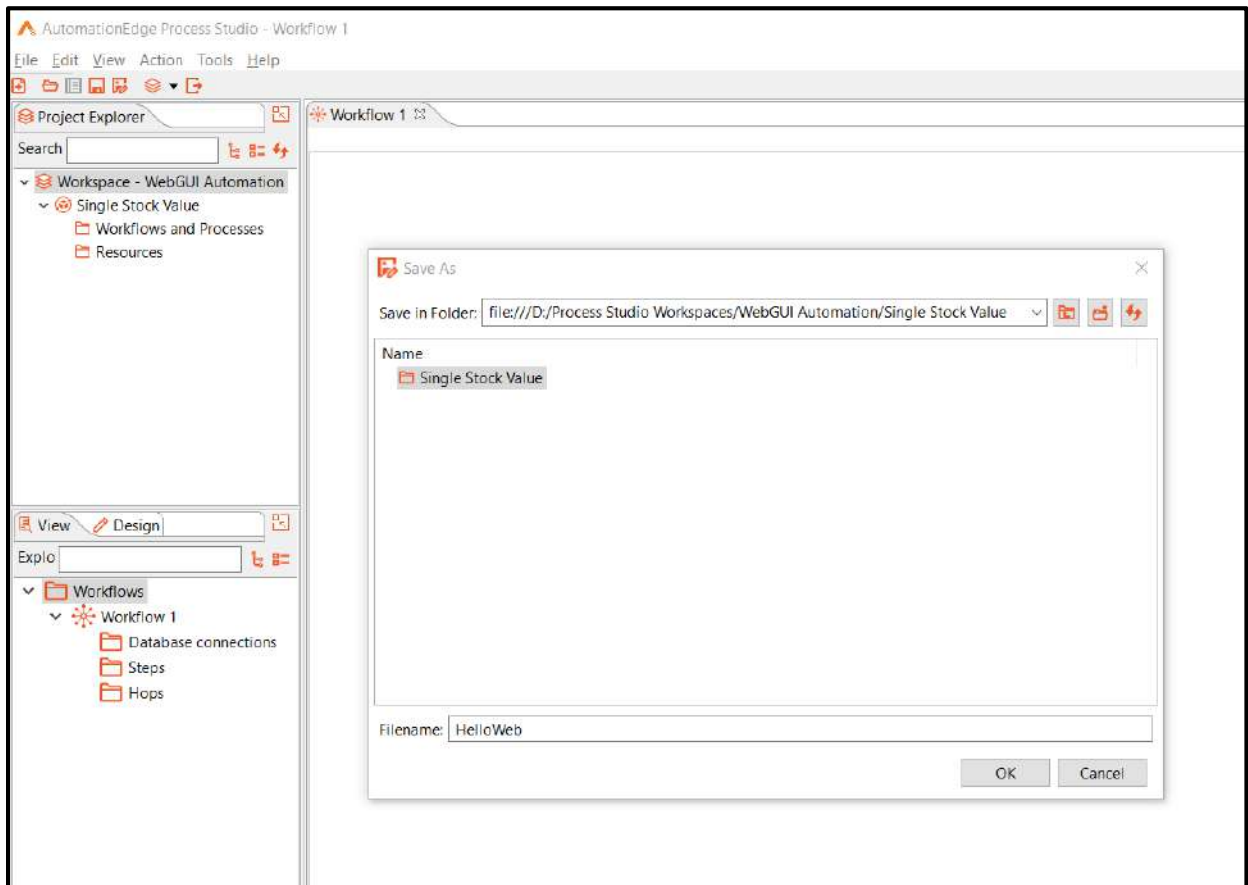 AutomationEdge Process Studio - Workflow 1
File Edit View Action Tools Help
Project Explorer
Search
Workspace - WebGUI Automation
Single Stock Value
Workflows and Processes
Resources
Workflow 1
Save As
Save in Folder: file:///D:/Process Studio Workspaces/WebGUI Automation/Single Stock Value
Name
Single Stock Value
Filename: HelloWeb
OK Cancel
View Design
Explo
Workflows
Workflow 1
Database connections
Steps
Hops